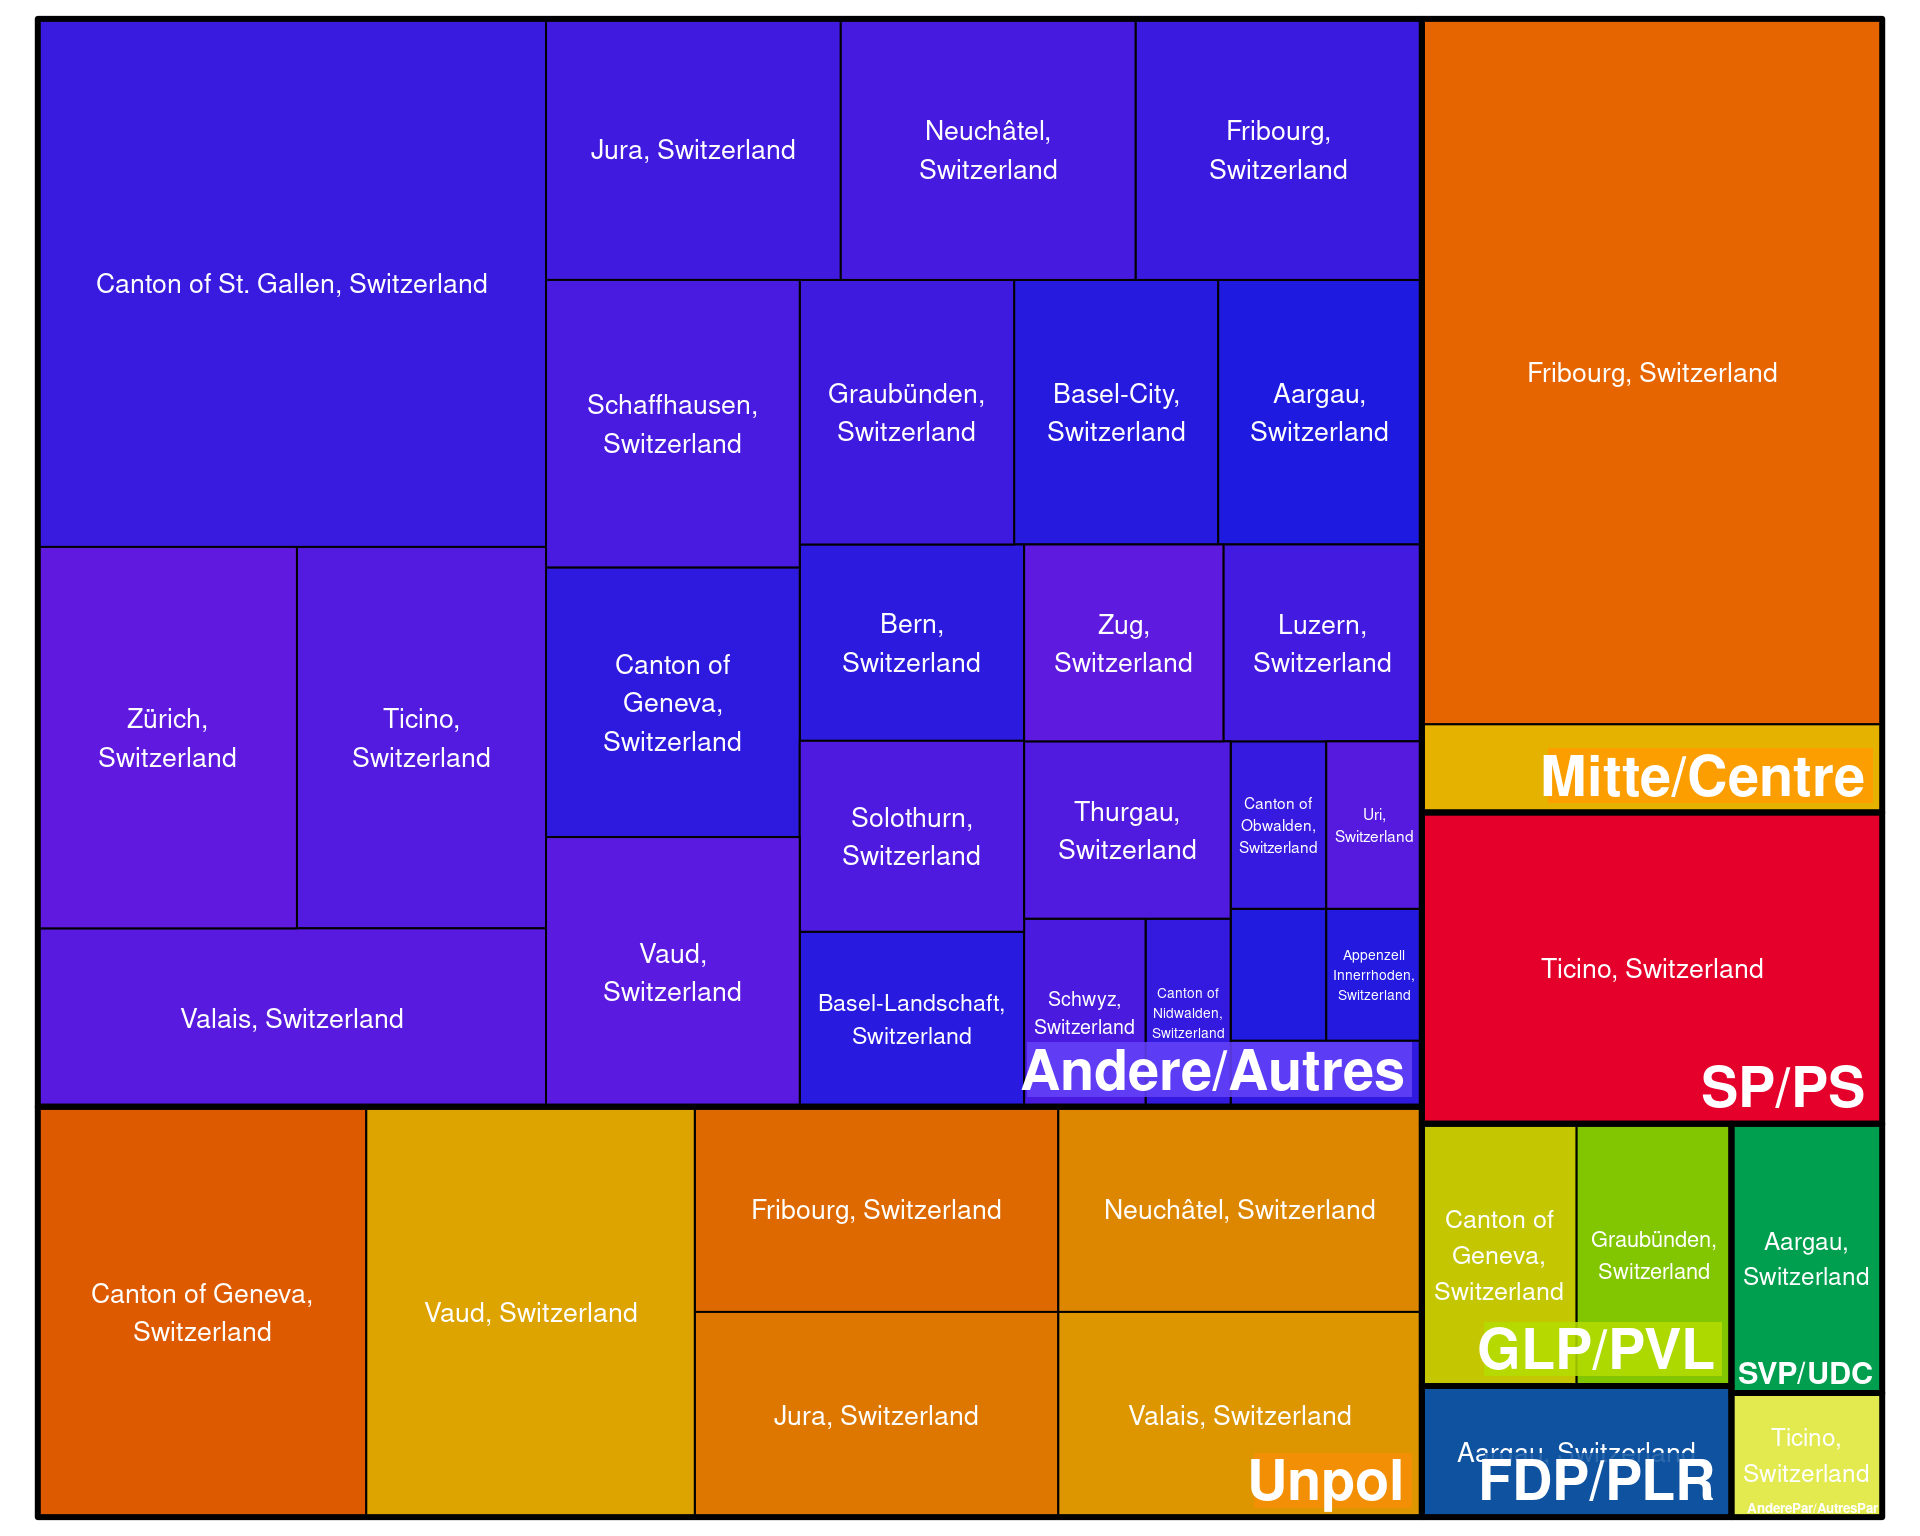 Canton of St. Gallen, Switzerland
Jura, Switzerland
Neuchâtel,
Switzerland
Fribourg,
Switzerland
Schaffhausen,
Switzerland
Graubünden,
Switzerland
Basel-City,
Switzerland
Aargau,
Switzerland
Zürich,
Switzerland
Ticino,
Switzerland
Valais, Switzerland
Canton of
Geneva,
Switzerland
Vaud,
Switzerland
Bern,
Switzerland
Zug,
Switzerland
Luzern,
Switzerland
Solothurn,
Switzerland
Thurgau,
Switzerland
Canton of
Obwalden,
Switzerland
Uri,
Switzerland
Basel-Landschaft,
Switzerland
Schwyz,
Switzerland
Canton of
Nidwalden,
Switzerland
Appenzell
Innerrhoden,
Switzerland
Andere/Autres
Canton of Geneva,
Switzerland
Vaud, Switzerland
Fribourg, Switzerland
Neuchâtel, Switzerland
Jura, Switzerland
Valais, Switzerland
Unpol
Fribourg, Switzerland
Mitte/Centre
Ticino, Switzerland
SP/PS
Canton of
Geneva,
Switzerland
Graubünden,
Switzerland
GLP/PVL
Aargau,
Switzerland
SVP/UDC
Aargau, Switzerland
FDP/PLR
Ticino,
Switzerland
AnderePar/AutresPar